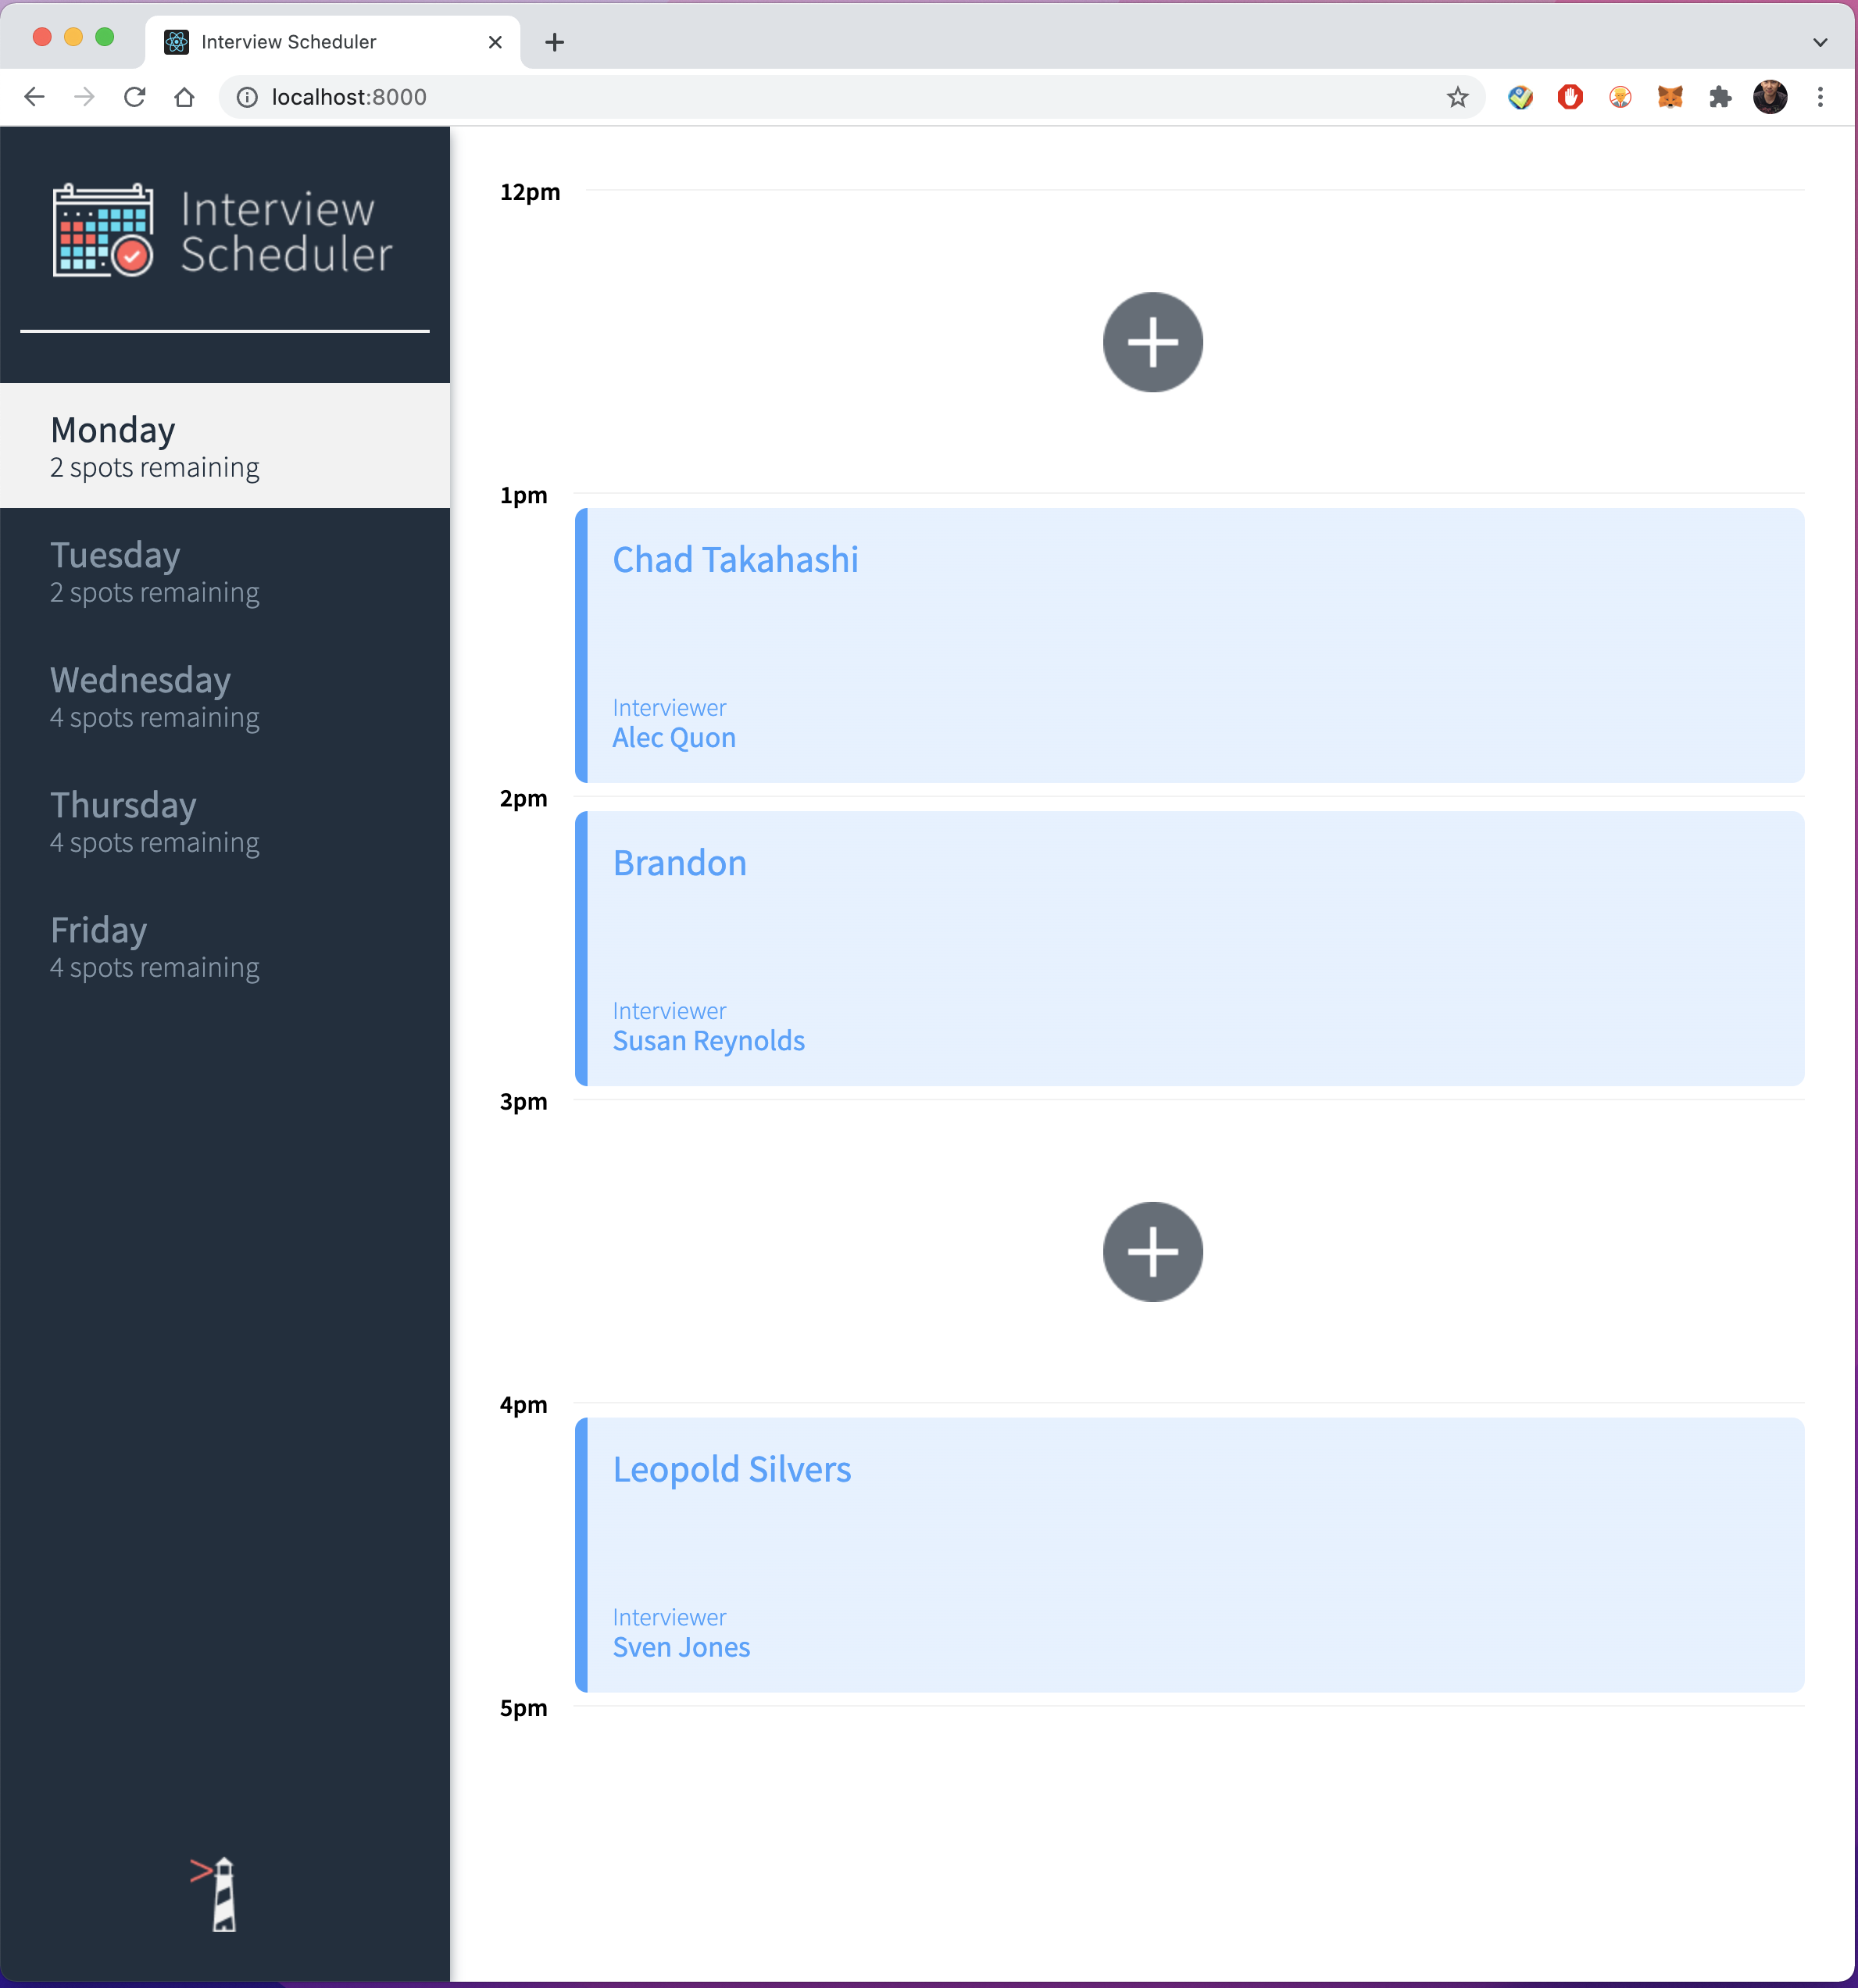 Interview Scheduler
localhost:8000
Interview
Scheduler
Monday
2 spots remaining
Tuesday
2 spots remaining
Wednesday
4 spots remaining
Thursday
4 spots remaining
Friday
4 spots remaining
12pm
1pm
Chad Takahashi
Interviewer
Alec Quon
2pm
Brandon
Interviewer
Susan Reynolds
3pm
4pm
Leopold Silvers
Interviewer
Sven Jones
5pm